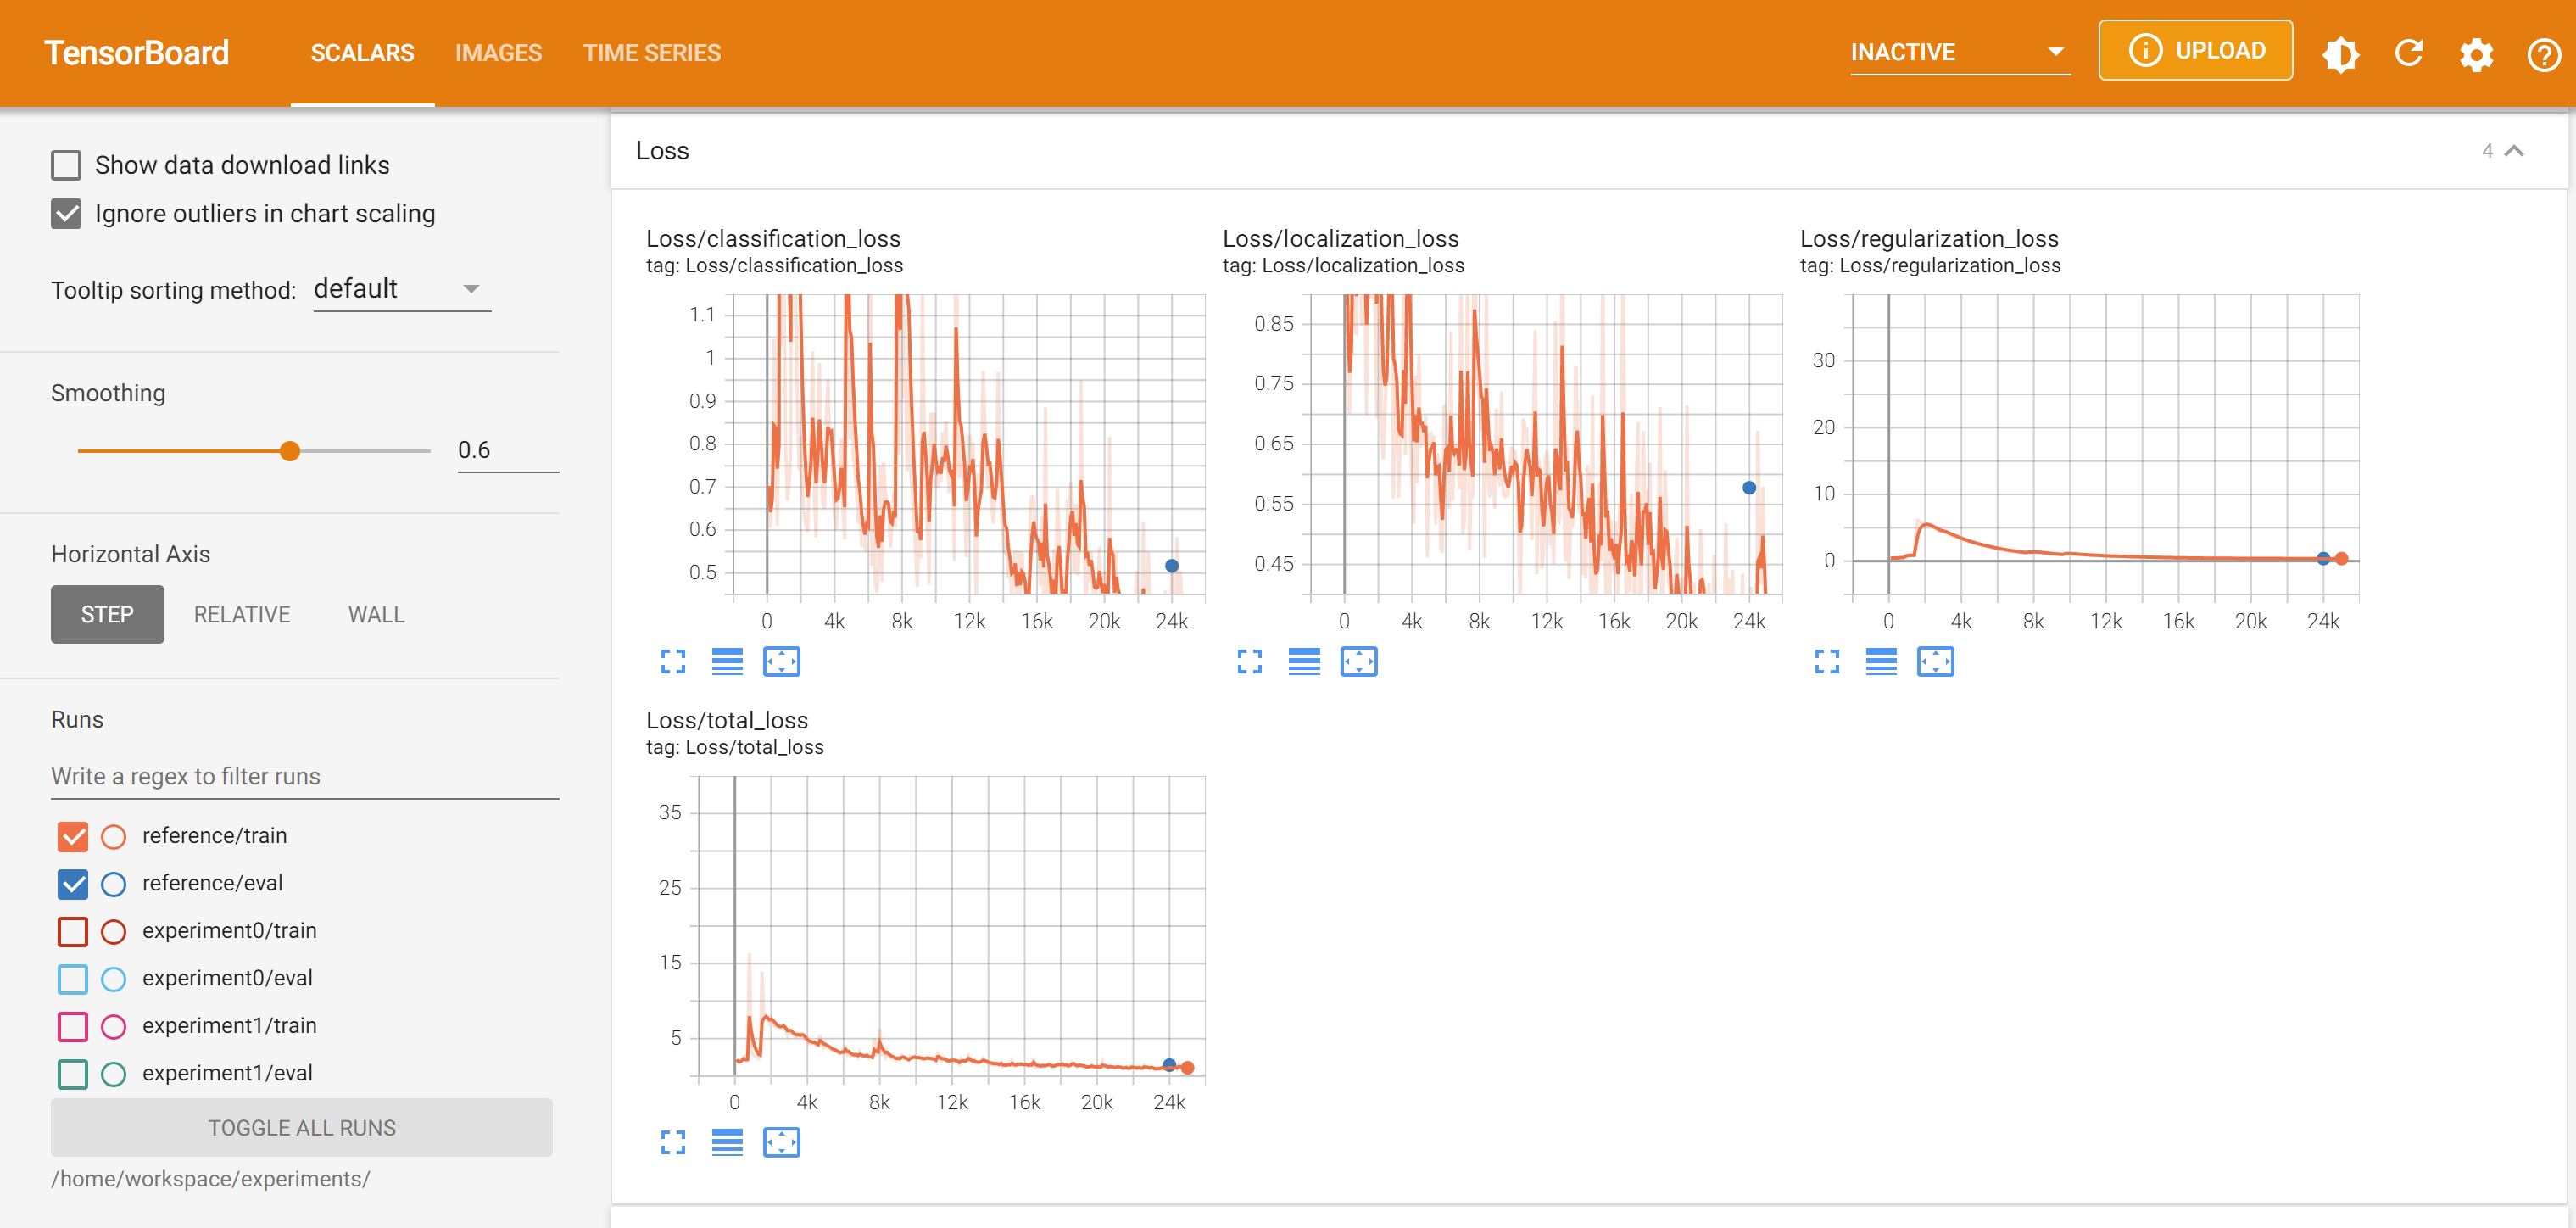 TensorBoard SCALARS IMAGES TIME SERIES INACTIVE UPLOAD
Show data download links
Ignore outliers in chart scaling
Tooltip sorting method: default
Smoothing
0.6
Horizontal Axis
STEP RELATIVE WALL
Runs
Write a regex to filter runs
reference/train
reference/eval
experiment0/train
experiment0/eval
experiment1/train
experiment1/eval
TOGGLE ALL RUNS
/home/workspace/experiments/
Loss 4
Loss/classification_loss
tag: Loss/classification_loss
1.1
1
0.9
0.8
0.7
0.6
0.5
0 4k 8k 12k 16k 20k 24k
Loss/localization_loss
tag: Loss/localization_loss
0.85
0.75
0.65
0.55
0.45
0 4k 8k 12k 16k 20k 24k
Loss/regularization_loss
tag: Loss/regularization_loss
30
20
10
0
0 4k 8k 12k 16k 20k 24k
Loss/total_loss
tag: Loss/total_loss
35
25
15
5
0 4k 8k 12k 16k 20k 24k